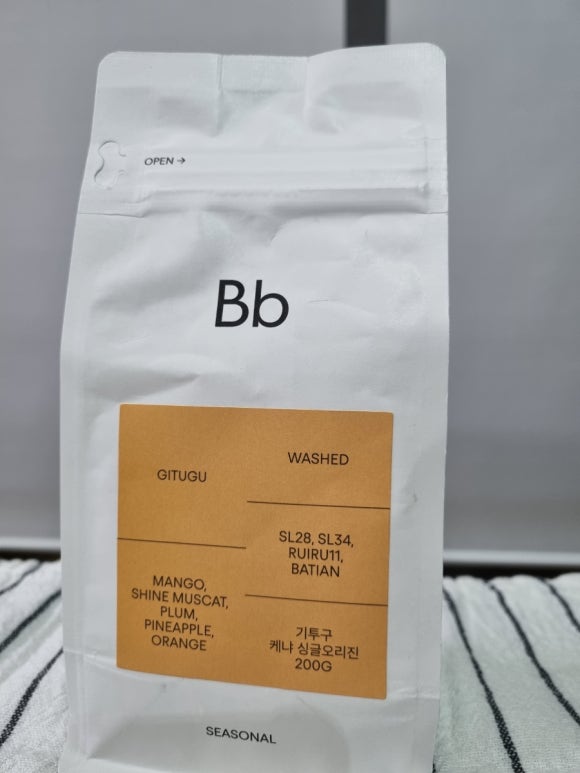 OPEN →
Bb
GITUGU
WASHED
SL28, SL34,
RUIRU11,
BATIAN
MANGO,
SHINE MUSCAT,
PLUM,
PINEAPPLE,
ORANGE
기투구
케냐 싱글오리진
200G
SEASONAL